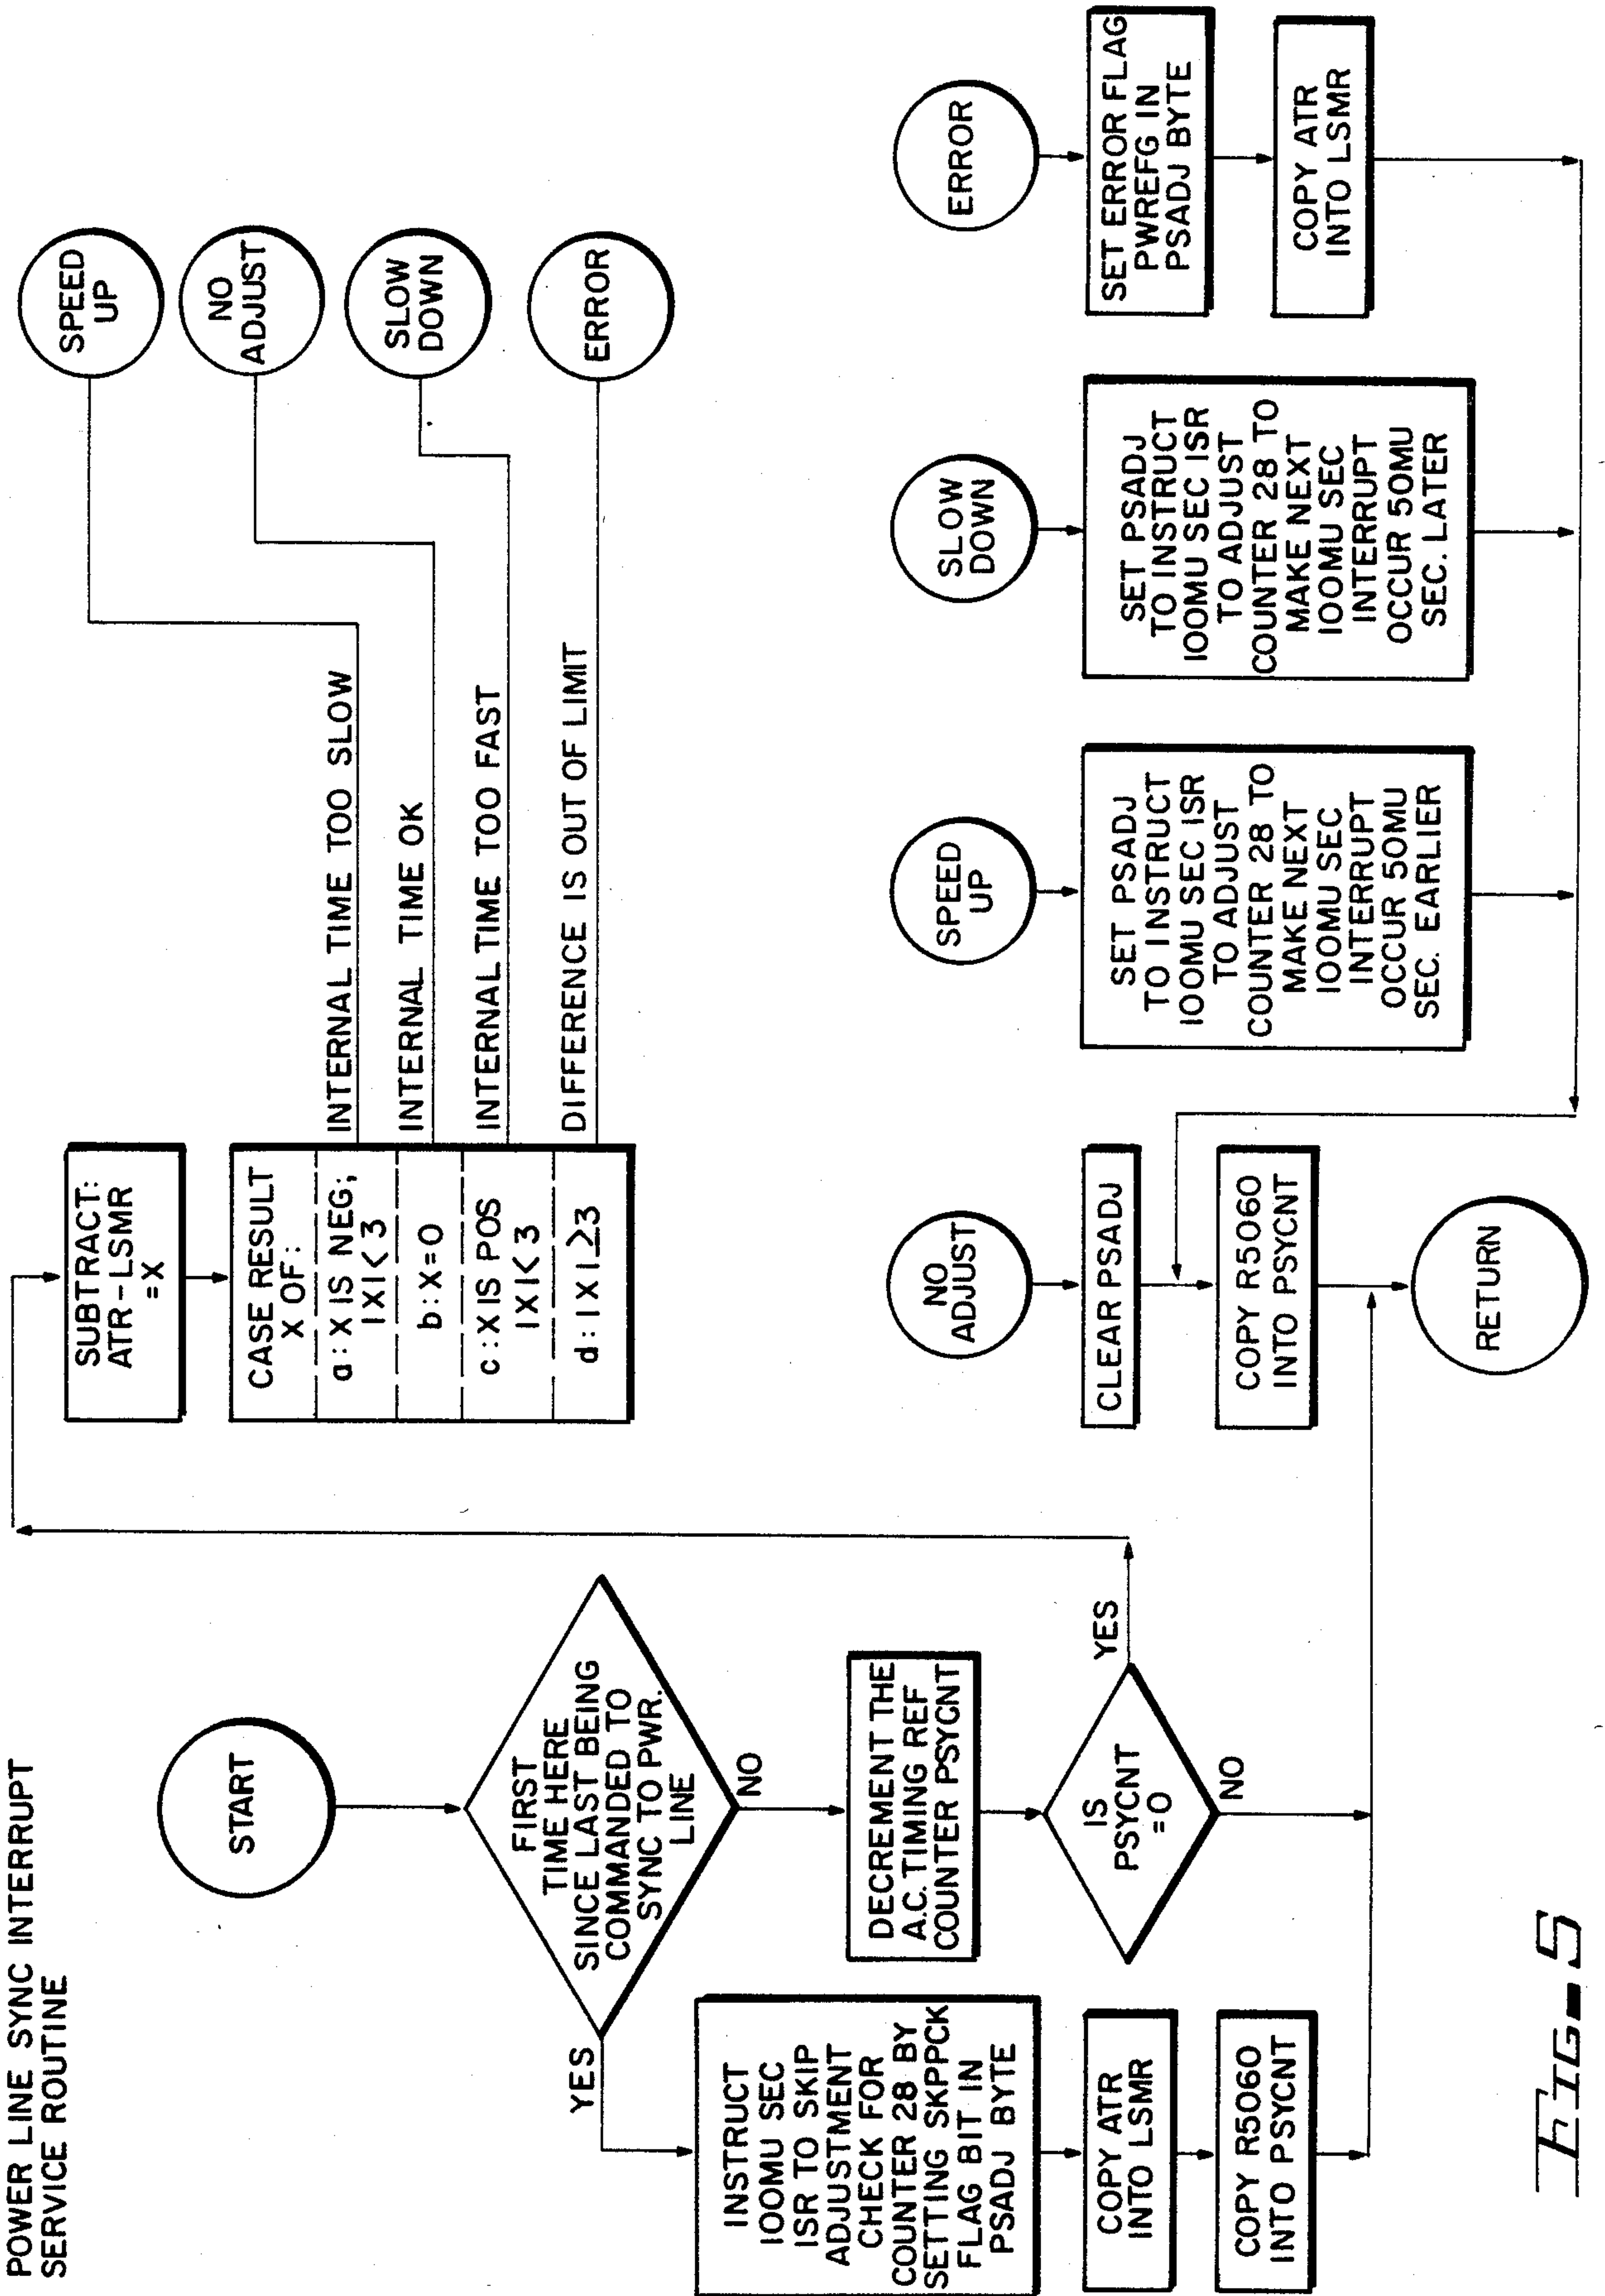 POWER LINE SYNC INTERRUPT
SERVICE ROUTINE
START
FIRST
TIME HERE
SINCE LAST BEING
COMMANDED TO
SYNC TO PWR.
LINE
YES
NO
INSTRUCT
100MU SEC
ISR TO SKIP
ADJUSTMENT
CHECK FOR
COUNTER 28 BY
SETTING SKPPCK
FLAG BIT IN
PSADJ BYTE
COPY ATR
INTO LSMR
COPY R5060
INTO PSYCNT
DECREMENT THE
A.C. TIMING REF
COUNTER PSYCNT
IS
PSYCNT
=0
YES
NO
SUBTRACT:
ATR-LSMR
=X
CASE RESULT
X OF:
a: X IS NEG;
|X|<3
b: X=0
c: X IS POS
|X|<3
d: |X|≥3
INTERNAL TIME TOO SLOW
INTERNAL TIME OK
INTERNAL TIME TOO FAST
DIFFERENCE IS OUT OF LIMIT
SPEED
UP
NO
ADJUST
SLOW
DOWN
ERROR
NO
ADJUST
CLEAR PSADJ
COPY R5060
INTO PSYCNT
RETURN
SPEED
UP
SET PSADJ
TO INSTRUCT
100MU SEC ISR
TO ADJUST
COUNTER 28 TO
MAKE NEXT
100MU SEC
INTERRUPT
OCCUR 50MU
SEC. EARLIER
SLOW
DOWN
SET PSADJ
TO INSTRUCT
100MU SEC ISR
TO ADJUST
COUNTER 28 TO
MAKE NEXT
100MU SEC
INTERRUPT
OCCUR 50MU
SEC. LATER
ERROR
SET ERROR FLAG
PWREFG IN
PSADJ BYTE
COPY ATR
INTO LSMR
FIG-5